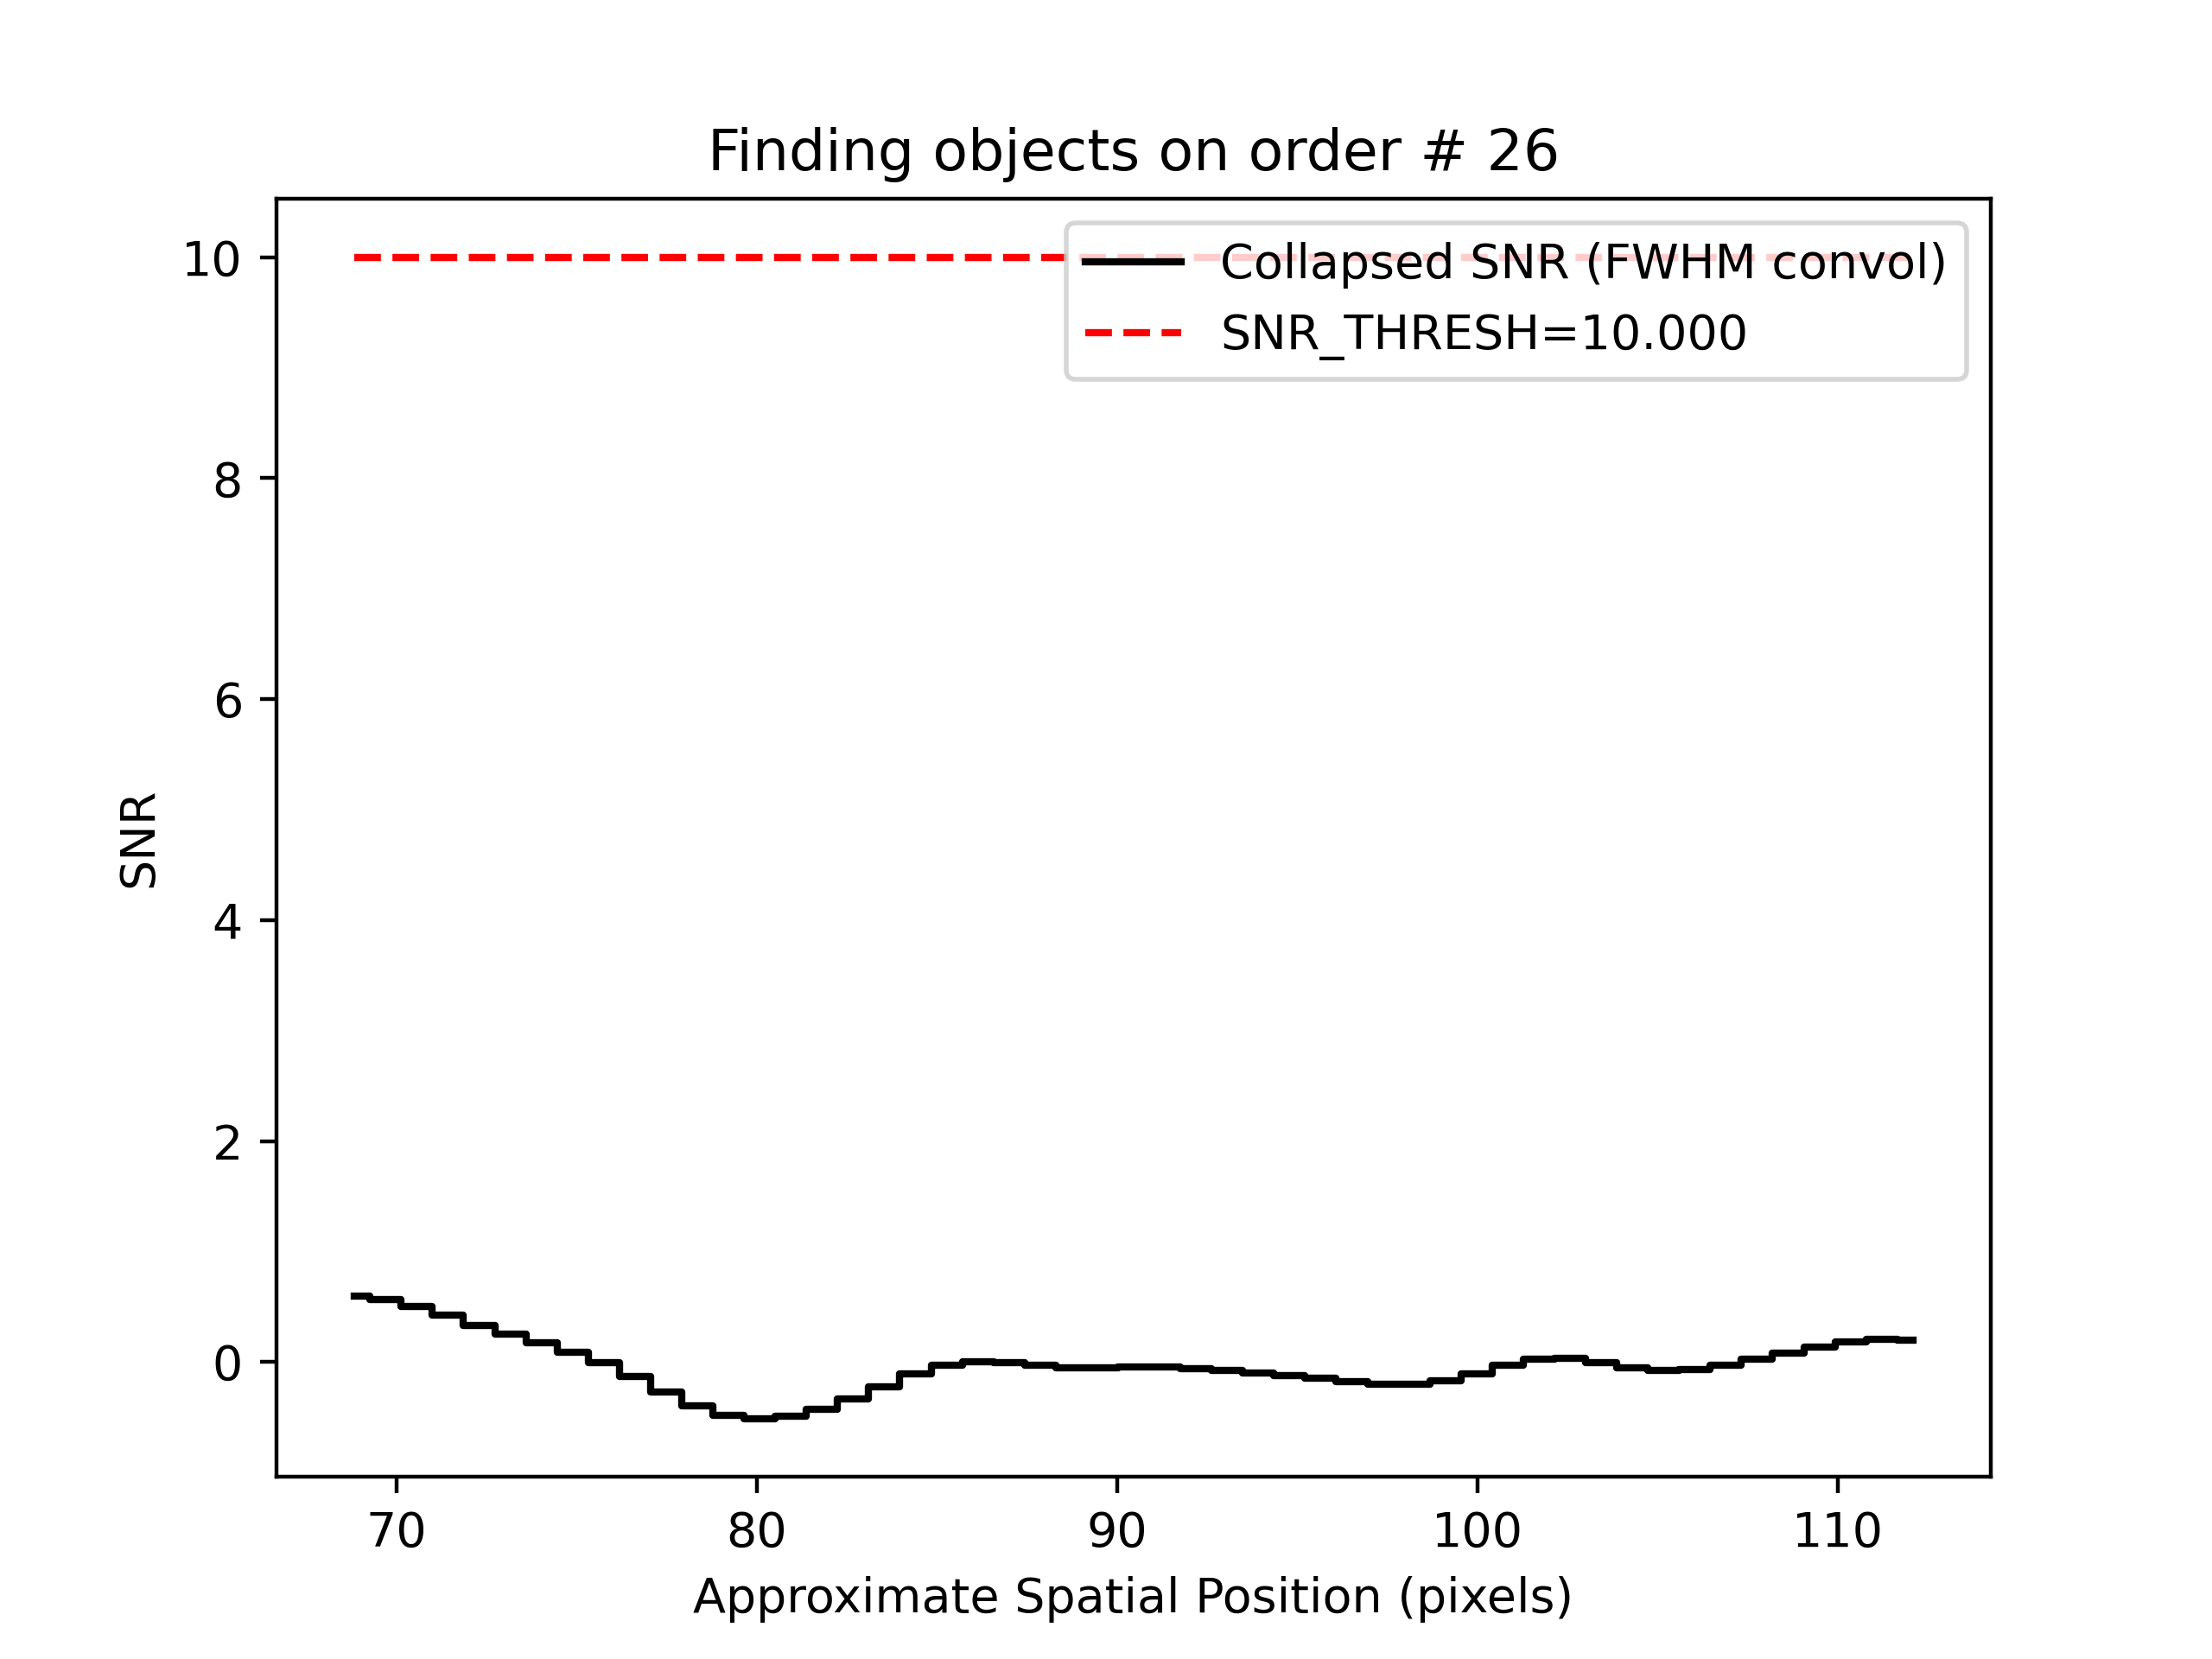 Finding objects on order # 26
Collapsed SNR (FWHM convol)
SNR_THRESH=10.000
10
8
6
4
2
0
SNR
70 80 90 100 110
Approximate Spatial Position (pixels)